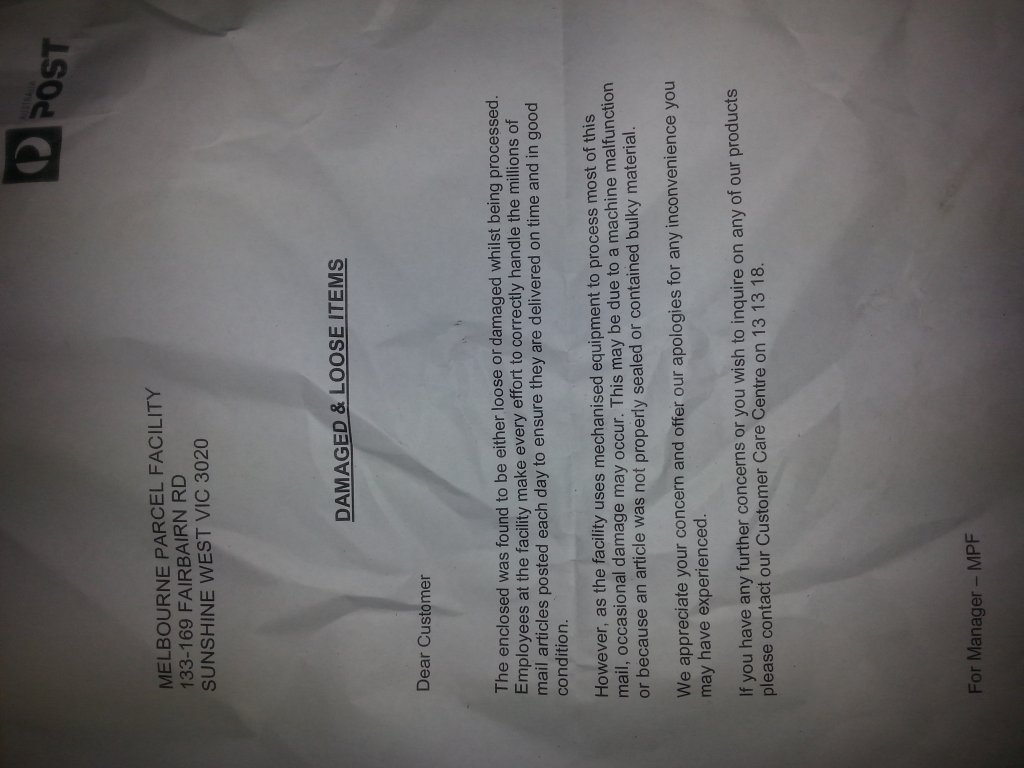 AUSTRALIA
POST
MELBOURNE PARCEL FACILITY
133-169 FAIRBAIRN RD
SUNSHINE WEST VIC 3020
DAMAGED & LOOSE ITEMS
Dear Customer
The enclosed was found to be either loose or damaged whilst being processed.
Employees at the facility make every effort to correctly handle the millions of
mail articles posted each day to ensure they are delivered on time and in good
condition.
However, as the facility uses mechanised equipment to process most of this
mail, occasional damage may occur. This may be due to a machine malfunction
or because an article was not properly sealed or contained bulky material.
We appreciate your concern and offer our apologies for any inconvenience you
may have experienced.
If you have any further concerns or you wish to inquire on any of our products
please contact our Customer Care Centre on 13 13 18.
For Manager – MPF